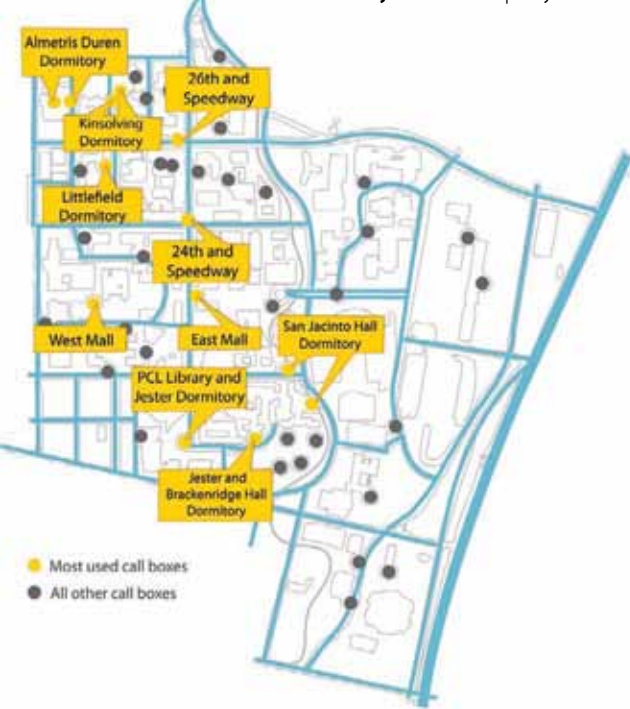 Almetris Duren
Dormitory
26th and
Speedway
Kinsolving
Dormitory
Littlefield
Dormitory
24th and
Speedway
West Mall
East Mall
San Jacinto Hall
Dormitory
PCL Library and
Jester Dormitory
Jester and
Brackenridge Hall
Dormitory
Most used call boxes
All other call boxes